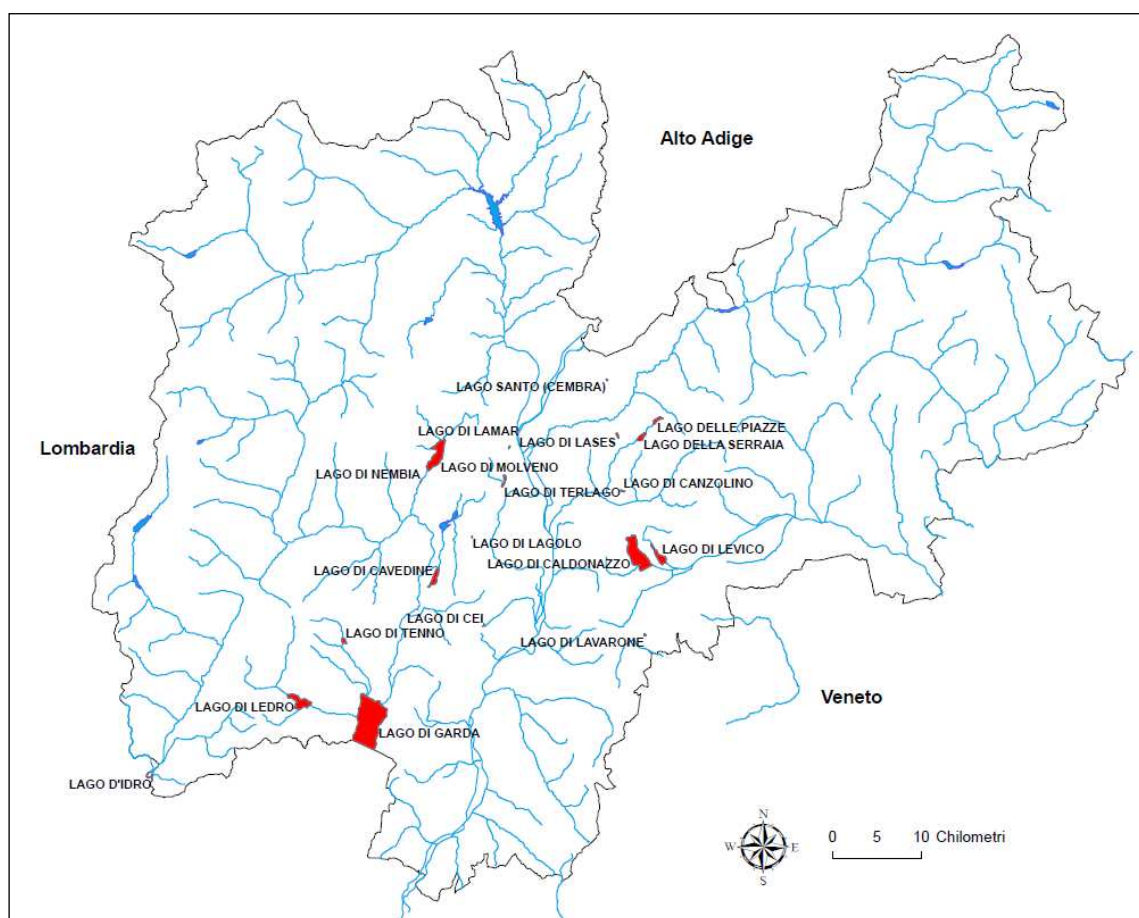 Alto Adige
LAGO SANTO (CEMBRA)
LAGO DELLE PIAZZE
LAGO DI LAMAR
LAGO DI LASES
LAGO DELLA SERRAIA
Lombardia
LAGO DI MOLVENO
LAGO DI NEMBIA
LAGO DI CANZOLINO
LAGO DI TERLAGO
LAGO DI LAGOLO
LAGO DI LEVICO
LAGO DI CALDONAZZO
LAGO DI CAVEDINE
LAGO DI CEI
LAGO DI TENNO
LAGO DI LAVARONE
Veneto
LAGO DI LEDRO
LAGO DI GARDA
LAGO D'IDRO
N
W E
S
0 5 10 Chilometri